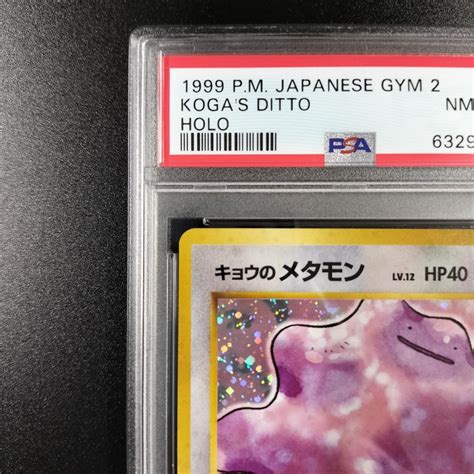 1999 P.M. JAPANESE GYM 2
KOGA'S DITTO NM
HOLO
PSA 6329
キョウの メタモン LV.12 HP40